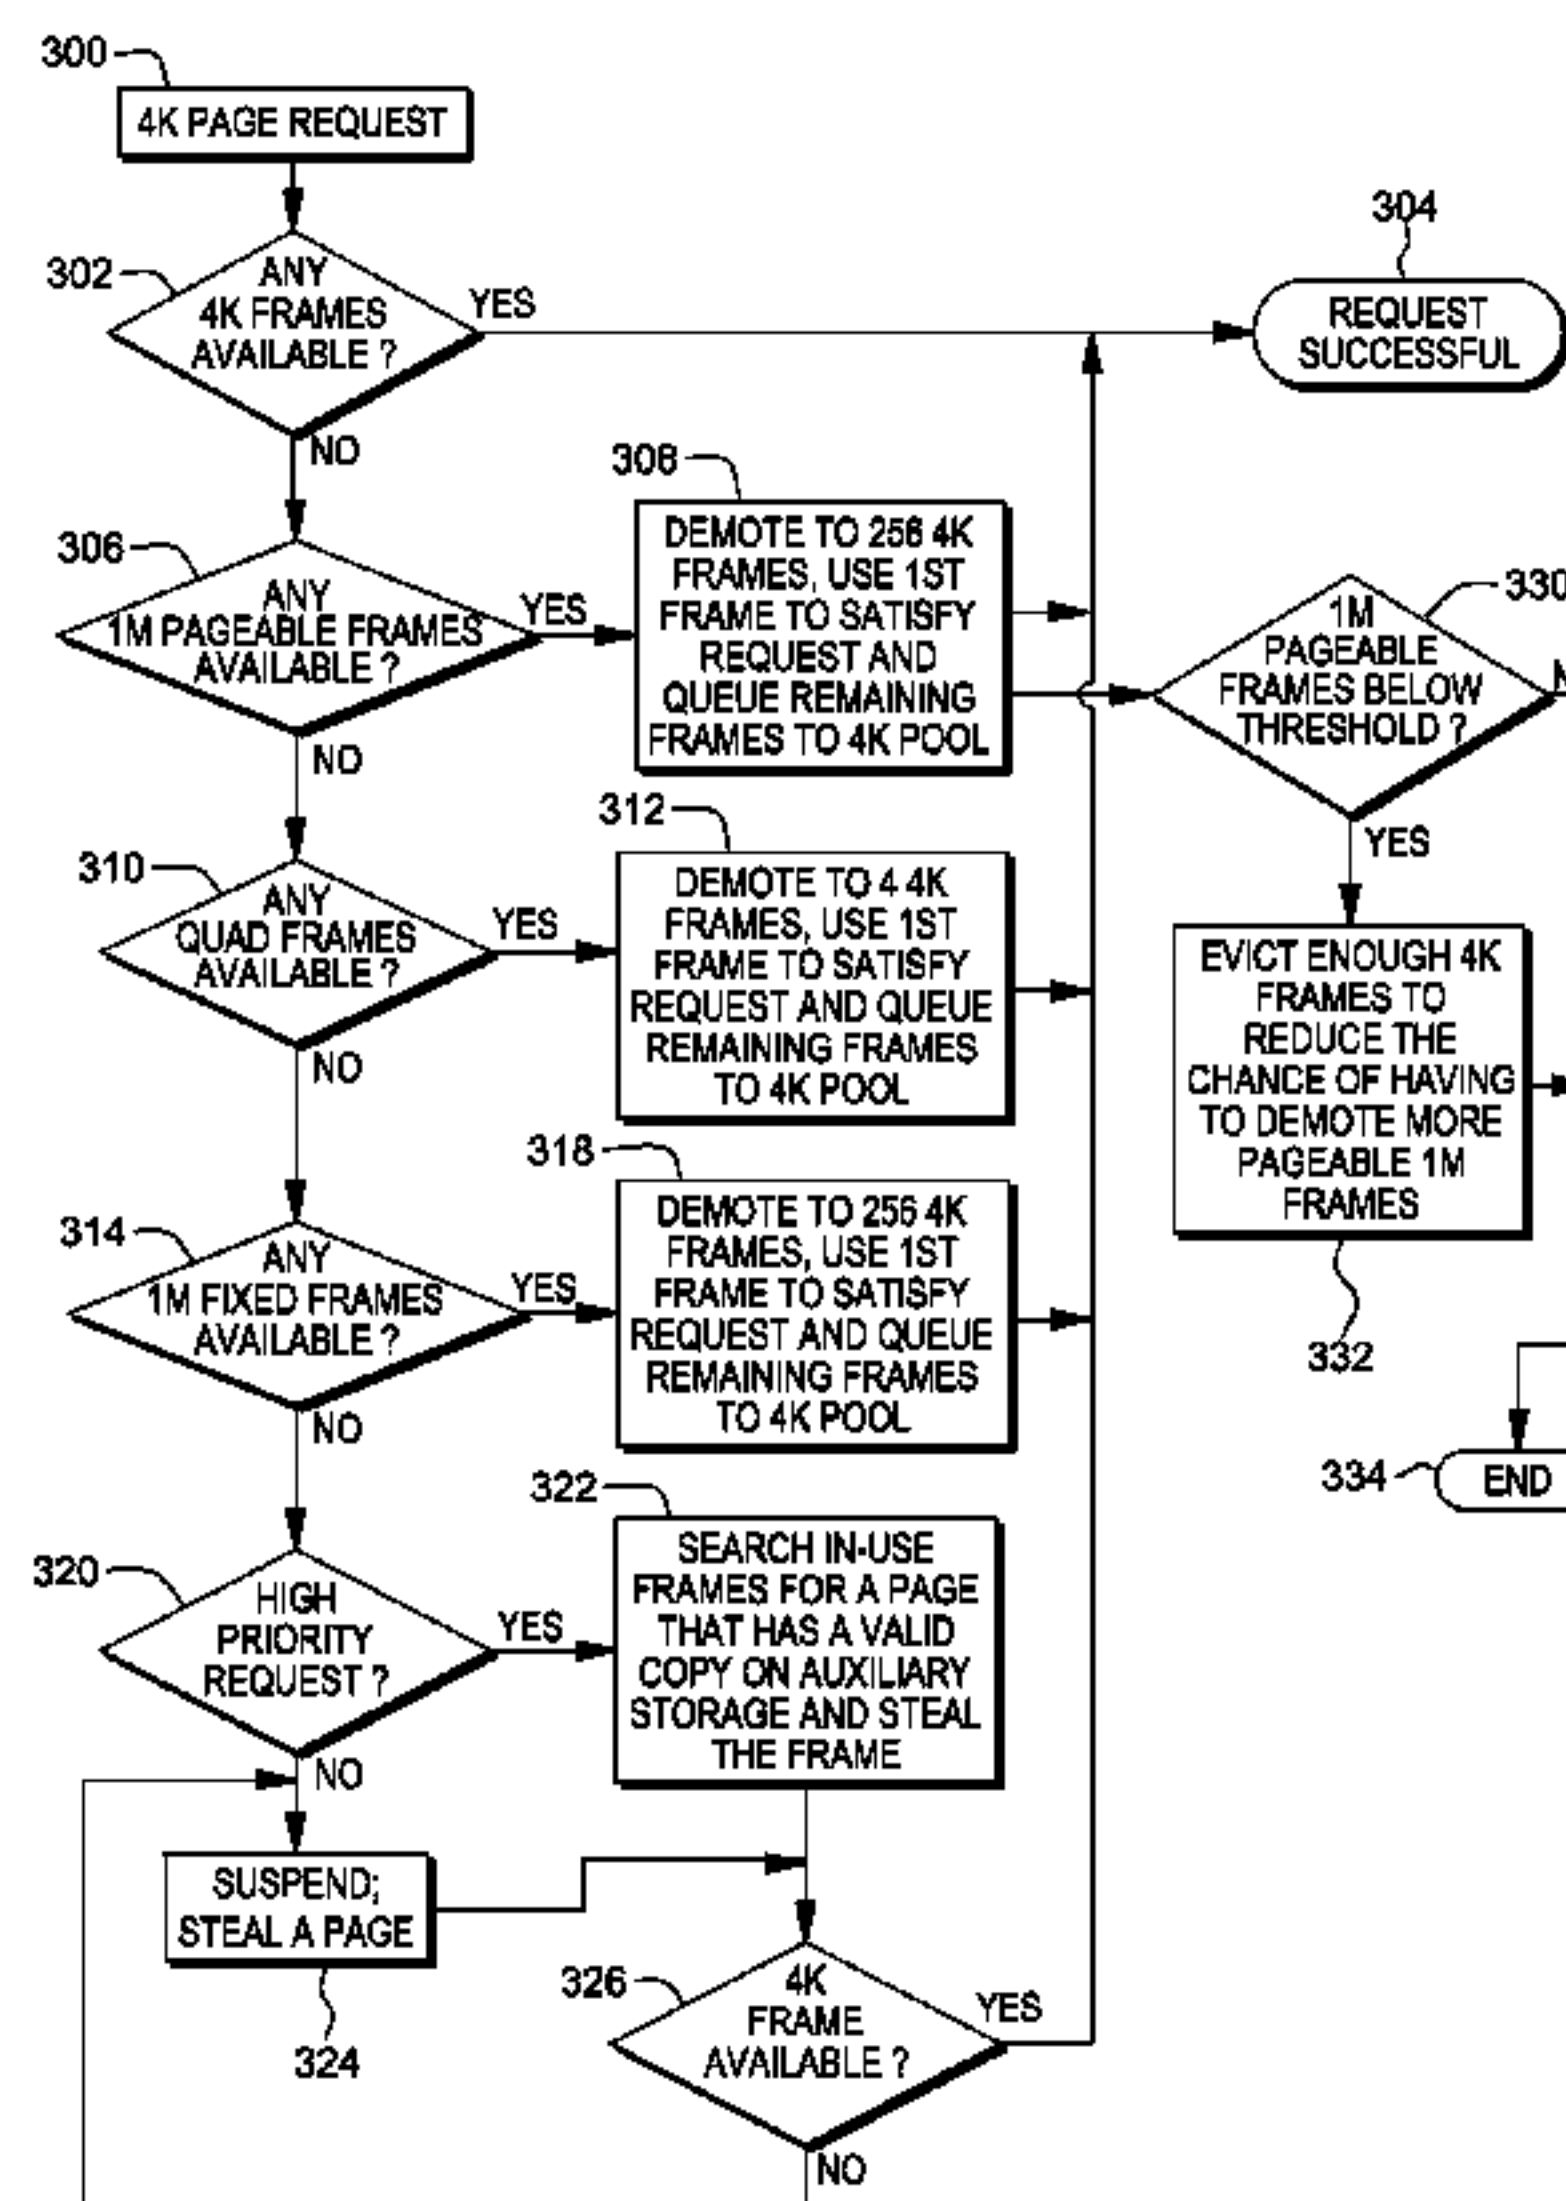 300
4K PAGE REQUEST
302
ANY
4K FRAMES
AVAILABLE ?
YES
NO
304
REQUEST
SUCCESSFUL
306
ANY
1M PAGEABLE FRAMES
AVAILABLE ?
YES
NO
308
DEMOTE TO 256 4K
FRAMES, USE 1ST
FRAME TO SATISFY
REQUEST AND
QUEUE REMAINING
FRAMES TO 4K POOL
330
1M
PAGEABLE
FRAMES BELOW
THRESHOLD ?
YES
310
ANY
QUAD FRAMES
AVAILABLE ?
YES
NO
312
DEMOTE TO 4 4K
FRAMES, USE 1ST
FRAME TO SATISFY
REQUEST AND QUEUE
REMAINING FRAMES
TO 4K POOL
EVICT ENOUGH 4K
FRAMES TO
REDUCE THE
CHANCE OF HAVING
TO DEMOTE MORE
PAGEABLE 1M
FRAMES
332
314
ANY
1M FIXED FRAMES
AVAILABLE ?
YES
NO
318
DEMOTE TO 256 4K
FRAMES, USE 1ST
FRAME TO SATISFY
REQUEST AND QUEUE
REMAINING FRAMES
TO 4K POOL
334
END
320
HIGH
PRIORITY
REQUEST ?
YES
NO
322
SEARCH IN-USE
FRAMES FOR A PAGE
THAT HAS A VALID
COPY ON AUXILIARY
STORAGE AND STEAL
THE FRAME
SUSPEND;
STEAL A PAGE
324
326
4K
FRAME
AVAILABLE ?
YES
NO